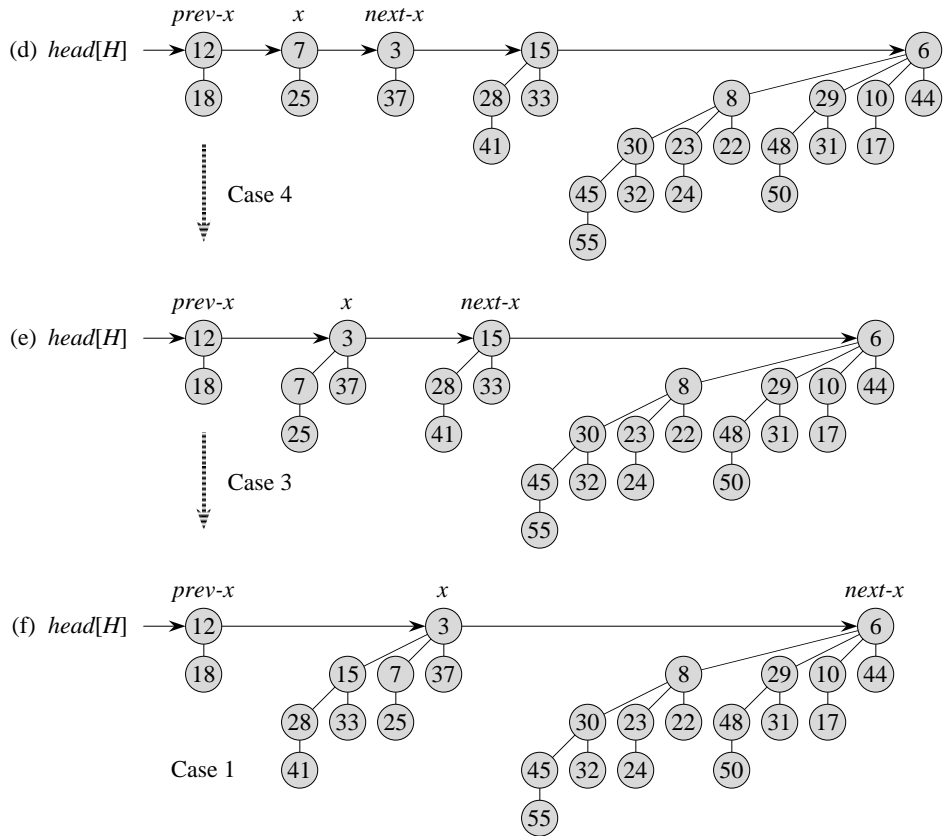 prev-x x next-x
(d) head[H] 12 7 3 15 6
18 25 37 28 33 8 29 10 44
41 30 23 22 48 31 17
Case 4 45 32 24 50
55
prev-x x next-x
(e) head[H] 12 3 15 6
18 7 37 28 33 8 29 10 44
25 41 30 23 22 48 31 17
Case 3 45 32 24 50
55
prev-x x next-x
(f) head[H] 12 3 6
18 15 7 37 8 29 10 44
28 33 25 30 23 22 48 31 17
Case 1 41 45 32 24 50
55